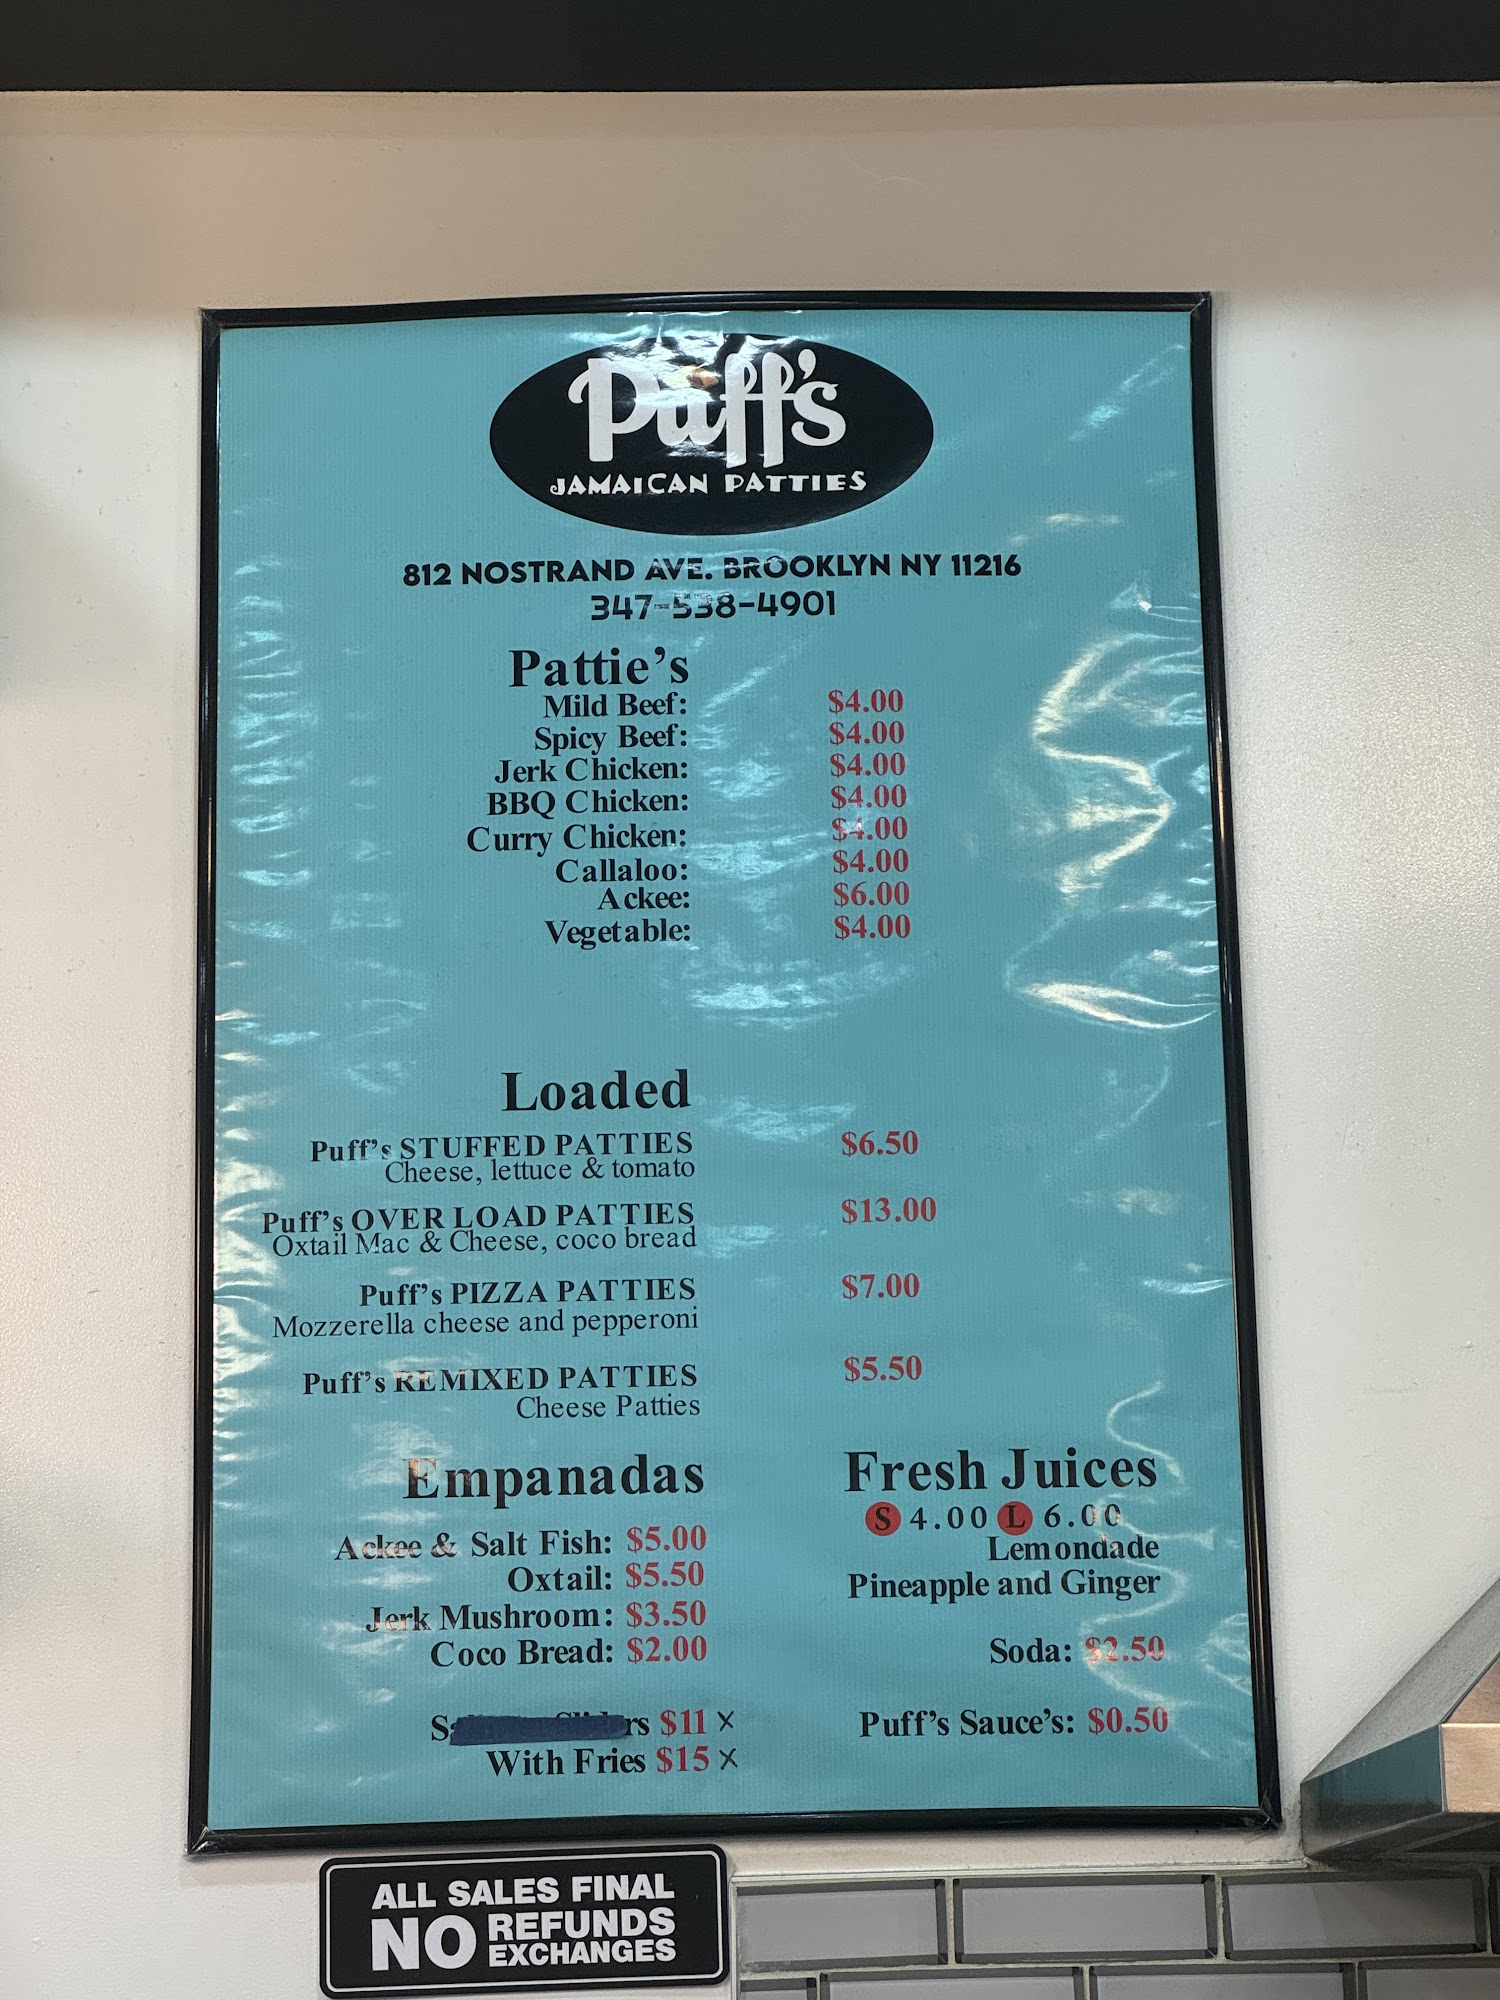 Puff's
JAMAICAN PATTIES
812 NOSTRAND AVE. BROOKLYN NY 11216
347-538-4901
Pattie's
Mild Beef: $4.00
Spicy Beef: $4.00
Jerk Chicken: $4.00
BBQ Chicken: $4.00
Curry Chicken: $4.00
Callaloo: $4.00
Ackee: $6.00
Vegetable: $4.00
Loaded
Puff's STUFFED PATTIES $6.50
Cheese, lettuce & tomato
Puff's OVER LOAD PATTIES $13.00
Oxtail Mac & Cheese, coco bread
Puff's PIZZA PATTIES $7.00
Mozzerella cheese and pepperoni
Puff's REMIXED PATTIES $5.50
Cheese Patties
Empanadas
Ackee & Salt Fish: $5.00
Oxtail: $5.50
Jerk Mushroom: $3.50
Coco Bread: $2.00
$11 X
With Fries $15 X
Fresh Juices
S 4.00 L 6.00
Lemondade
Pineapple and Ginger
Soda: $2.50
Puff's Sauce's: $0.50
ALL SALES FINAL
NO REFUNDS
EXCHANGES